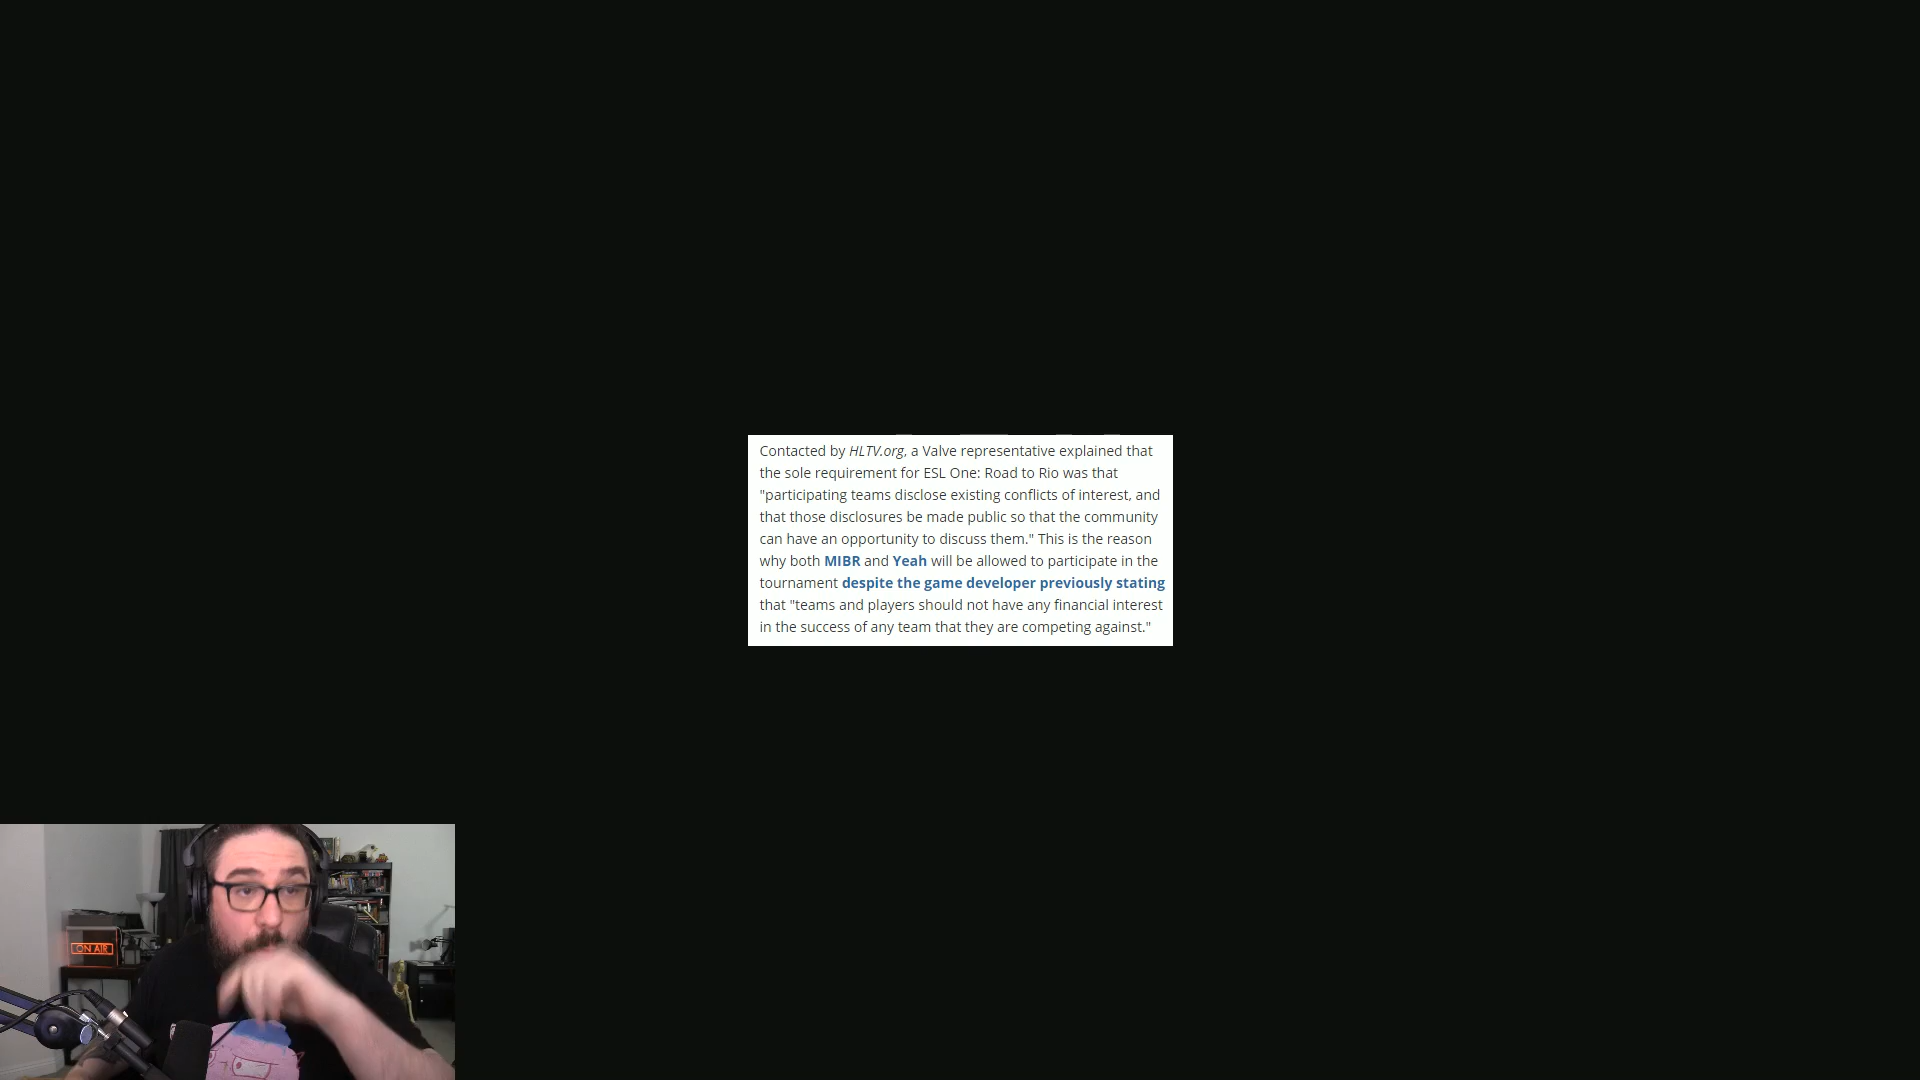 Contacted by HLTV.org, a Valve representative explained that
the sole requirement for ESL One: Road to Rio was that
"participating teams disclose existing conflicts of interest, and
that those disclosures be made public so that the community
can have an opportunity to discuss them." This is the reason
why both MIBR and Yeah will be allowed to participate in the
tournament despite the game developer previously stating
that "teams and players should not have any financial interest
in the success of any team that they are competing against."
ON AIR